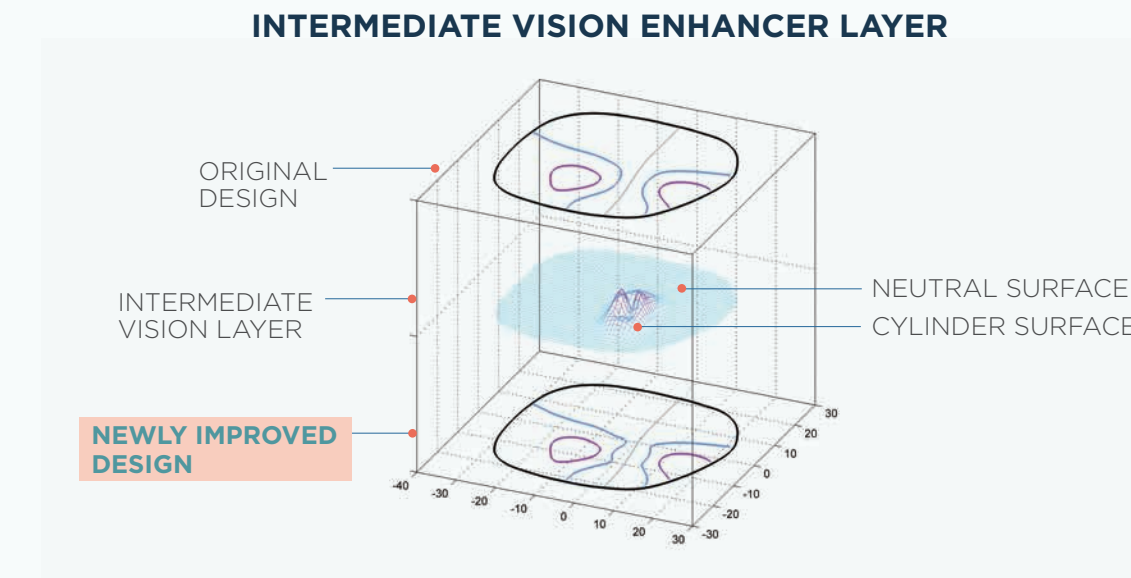 INTERMEDIATE VISION ENHANCER LAYER
ORIGINAL
DESIGN
INTERMEDIATE
VISION LAYER
NEUTRAL SURFACE
CYLINDER SURFACE
NEWLY IMPROVED
DESIGN
30
20
10
0
-10
-20
-30
-40
-30
-20
-10
0
10
20
30